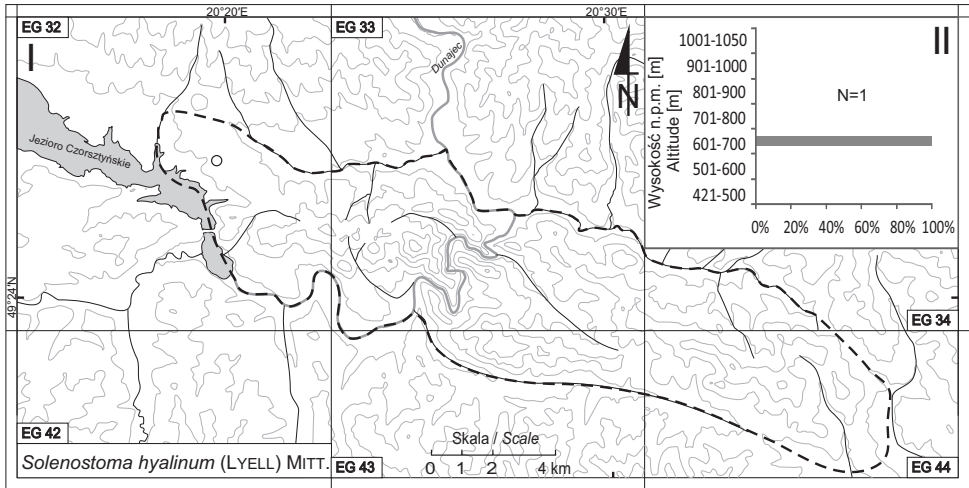 20°20'E
20°30'E
EG 32
EG 33
I
II
Dunajec
N
Jezioro Czorsztyńskie
49°24'N
Wysokość n.p.m. [m]
Altitude [m]
1001-1050
901-1000
801-900
701-800
601-700
501-600
421-500
N=1
0% 20% 40% 60% 80% 100%
EG 34
EG 42
EG 43
EG 44
Skala / Scale
0 1 2 4 km
Solenostoma hyalinum (LYELL) MITT.